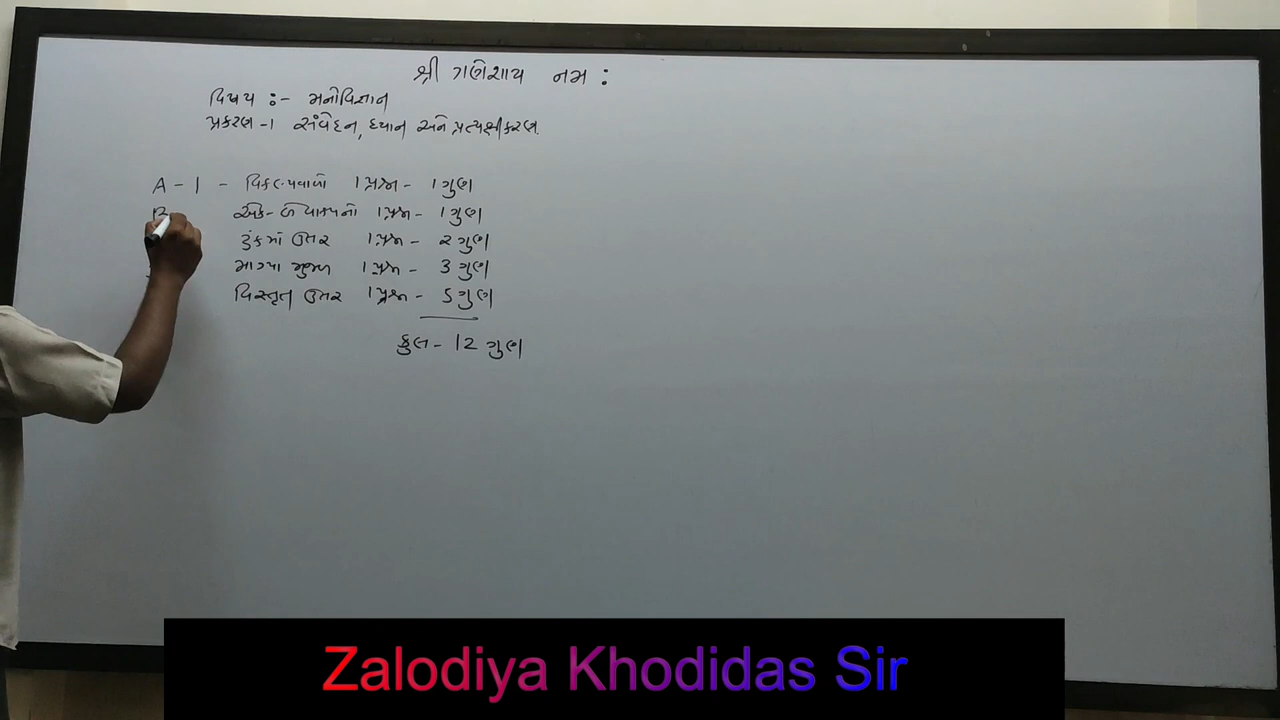 શ્રી ગણેશાય નમ :
વિષય :- મનોવિજ્ઞાન
પ્રકરણ -1 સંવેદન, ધ્યાન અને પ્રત્યક્ષીકરણ.
A - 1 - વિકલ્પવાળો 1 પ્રશ્ન - 1 ગુણ
B એક- બે વાક્યનો 1 પ્રશ્ન - 1 ગુણ
ટુંકમાં ઉત્તર 1 પ્રશ્ન - 2 ગુણ
માગ્યા મુજબ 1 પ્રશ્ન - 3 ગુણ
વિસ્તૃત ઉત્તર 1 પ્રશ્ન - 5 ગુણ
કુલ - 12 ગુણ
Zalodiya Khodidas Sir